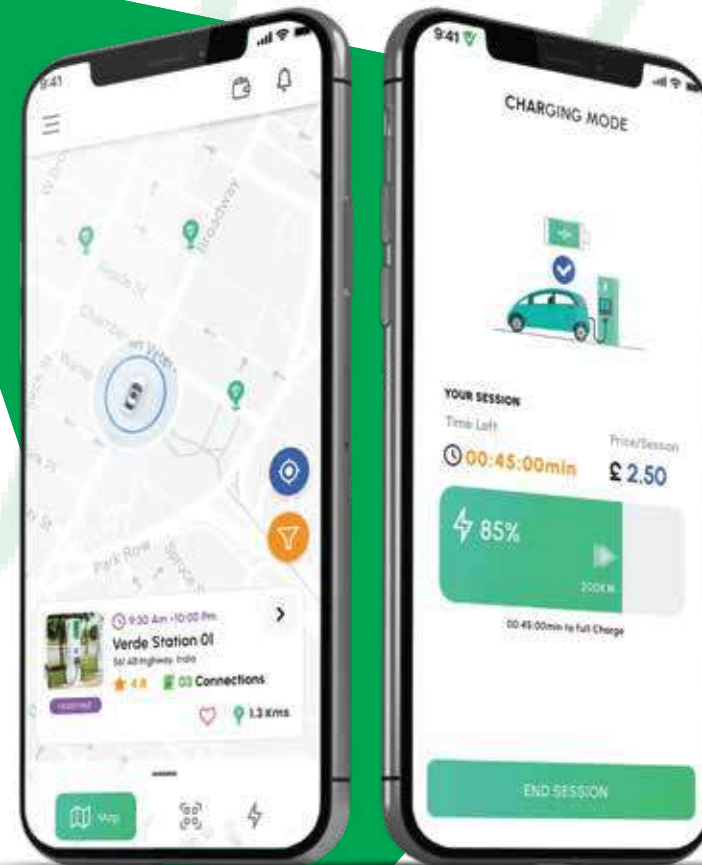 9:41
Broadway
Park Row
Spruce
9:30 Am -10:00 Pm
Verde Station 01
4.8
03 Connections
reserved
1.3 Kms
Map
9:41
CHARGING MODE
YOUR SESSION
Time Left
Price/Session
00:45:00min
£ 2.50
85%
200KM
00:45:00min to full Charge
END SESSION